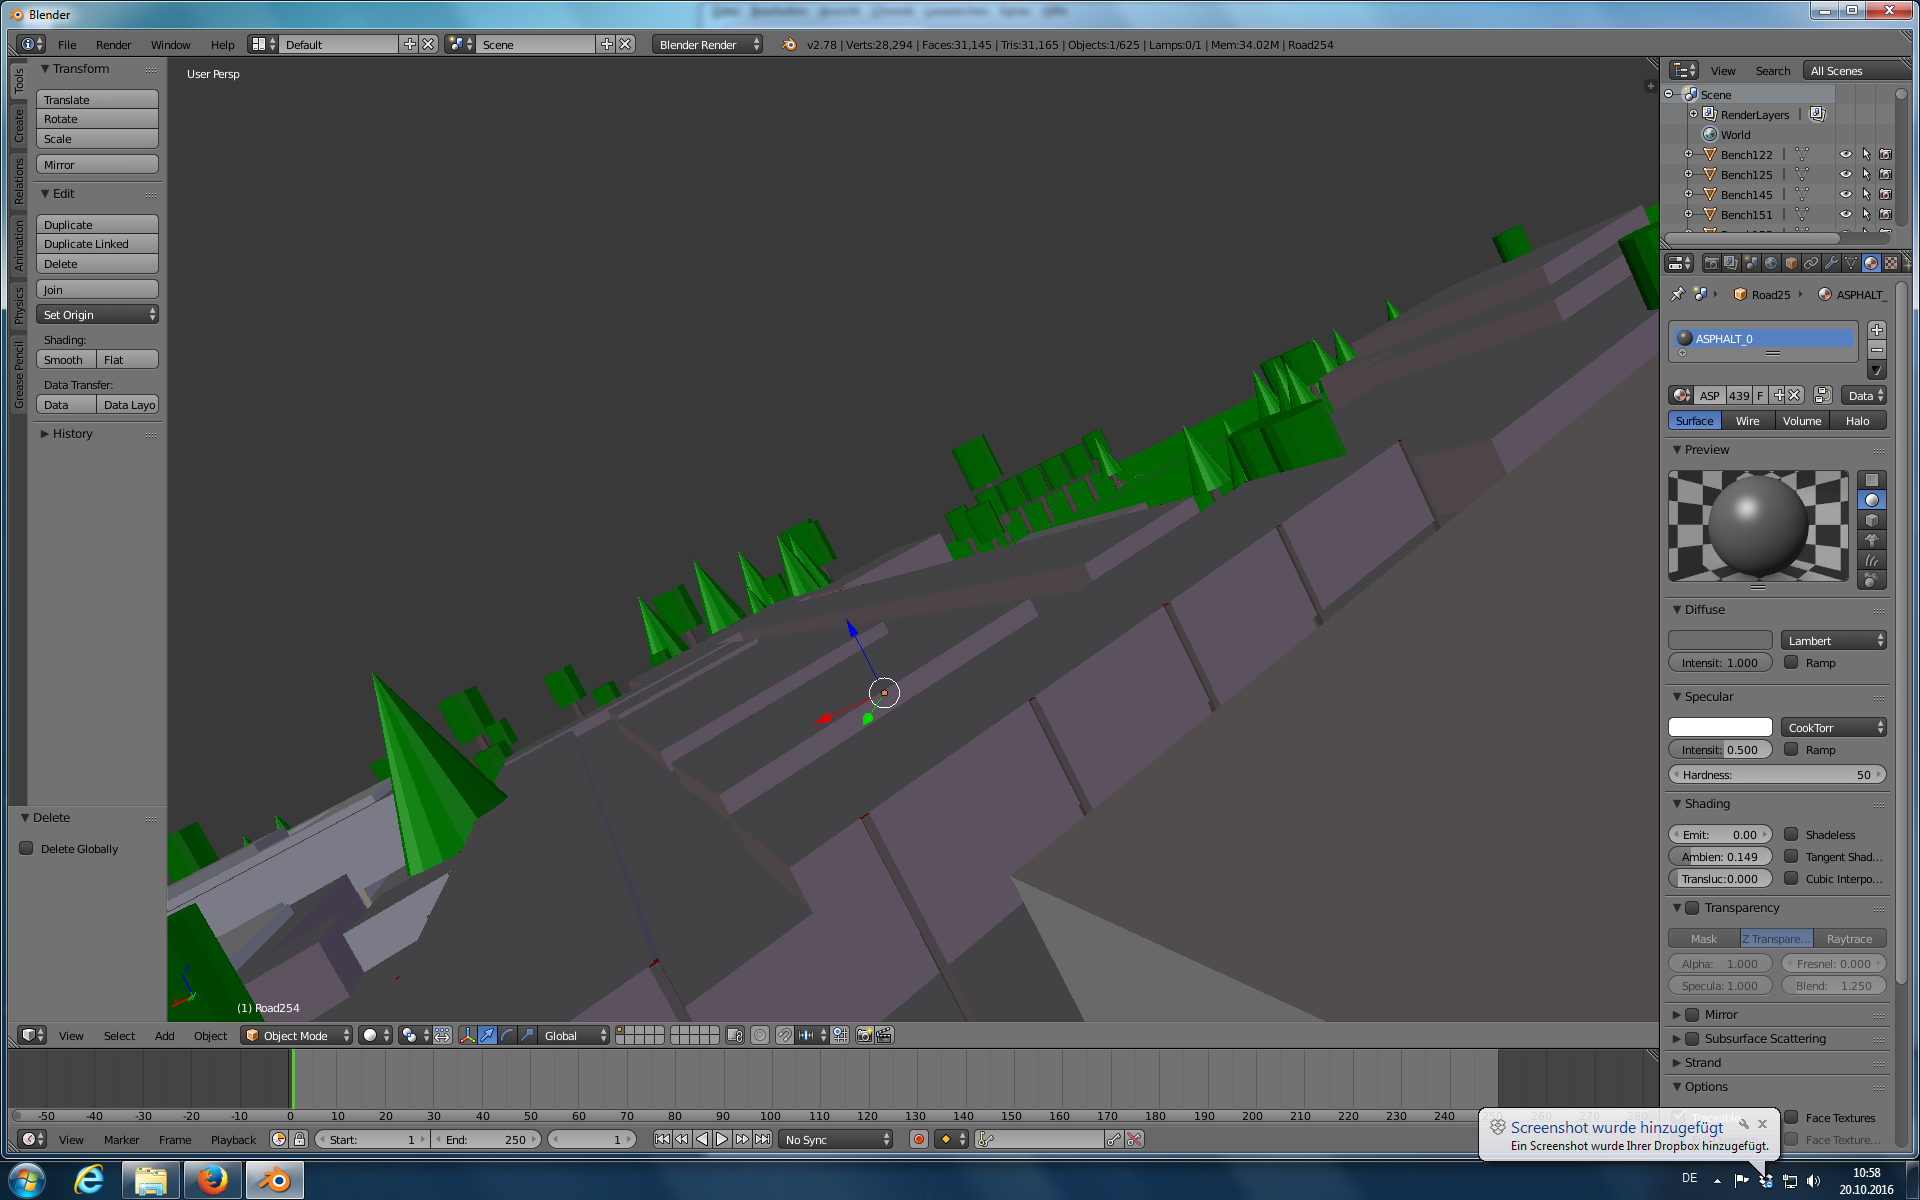 Blender
File Render Window Help Default Scene Blender Render v2.78 | Verts:28,294 | Faces:31,145 | Tris:31,165 | Objects:1/625 | Lamps:0/1 | Mem:34.02M | Road254
Tools
Create
Relations
Animation
Physics
Grease Pencil
Transform
Translate
Rotate
Scale
Mirror
Edit
Duplicate
Duplicate Linked
Delete
Join
Set Origin
Shading:
Smooth Flat
Data Transfer:
Data Data Layo
History
Delete
Delete Globally
User Persp
(1) Road254
View Select Add Object Object Mode Global
-50 -40 -30 -20 -10 0 10 20 30 40 50 60 70 80 90 100 110 120 130 140 150 160 170 180 190 200 210 220 230 240 250 260 270 280
View Marker Frame Playback Start: 1 End: 250 1 No Sync
View Search All Scenes
Scene
RenderLayers
World
Bench122
Bench125
Bench145
Bench151
Road25 ASPHALT_
ASPHALT_0
ASP 439 F Data
Surface Wire Volume Halo
Preview
Diffuse
Lambert
Intensit: 1.000 Ramp
Specular
CookTorr
Intensit: 0.500 Ramp
Hardness: 50
Shading
Emit: 0.00 Shadeless
Ambien: 0.149 Tangent Shad...
Transluc:0.000 Cubic Interpo...
Transparency
Mask Z Transpare... Raytrace
Alpha: 1.000 Fresnel: 0.000
Specula: 1.000 Blend: 1.250
Mirror
Subsurface Scattering
Strand
Options
Traceable Face Textures
Face Texture...
Screenshot wurde hinzugefügt
Ein Screenshot wurde Ihrer Dropbox hinzugefügt.
DE
10:58
20.10.2016